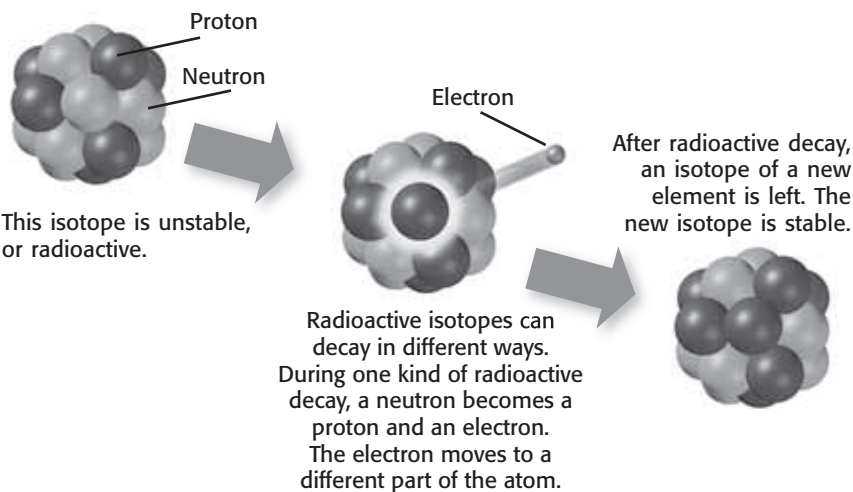 Proton
Neutron
This isotope is unstable,
or radioactive.
Electron
Radioactive isotopes can
decay in different ways.
During one kind of radioactive
decay, a neutron becomes a
proton and an electron.
The electron moves to a
different part of the atom.
After radioactive decay,
an isotope of a new
element is left. The
new isotope is stable.